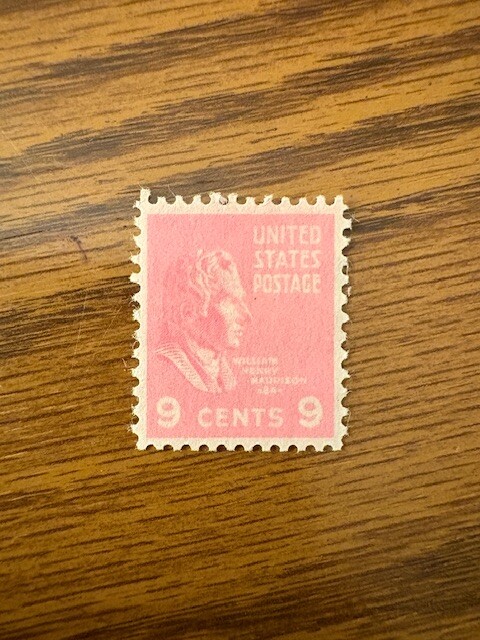 UNITED
STATES
POSTAGE
WILLIAM
HENRY
HARRISON
9 CENTS 9